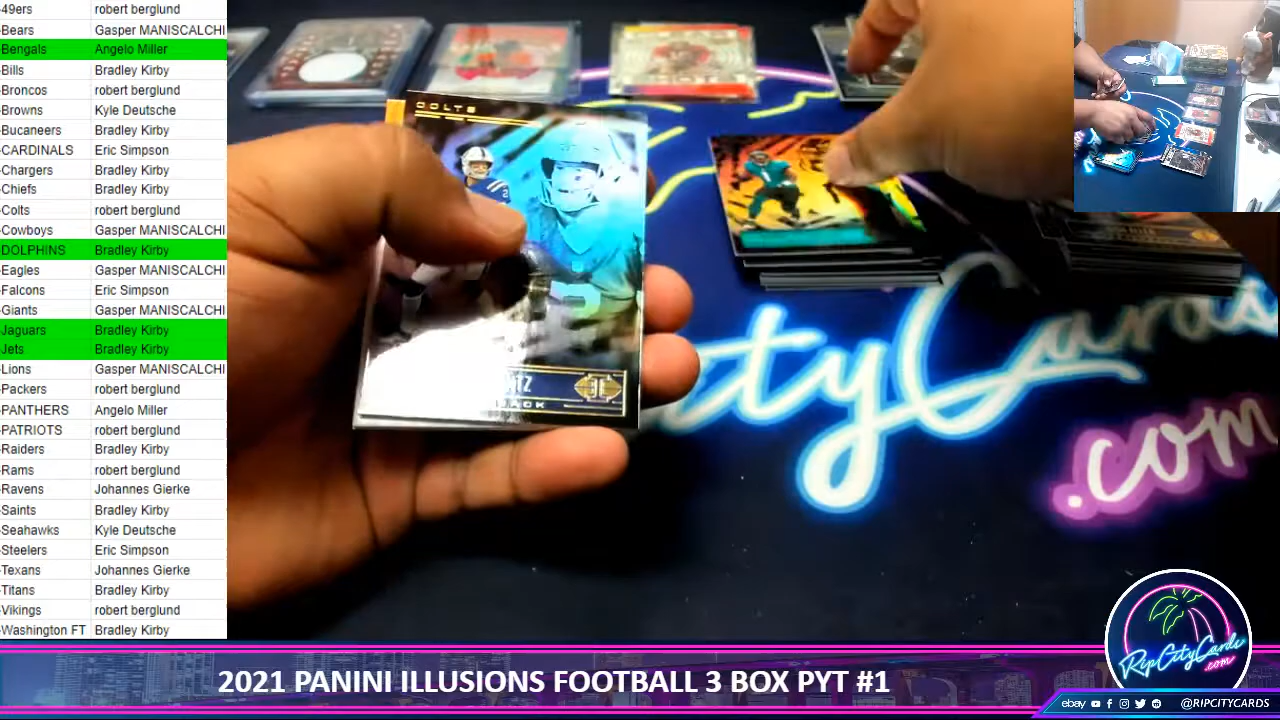 -49ers robert berglund
-Bears Gasper MANISCALCHI
-Bengals Angelo Miller
-Bills Bradley Kirby
-Broncos robert berglund
-Browns Kyle Deutsche
-Bucaneers Bradley Kirby
-CARDINALS Eric Simpson
-Chargers Bradley Kirby
-Chiefs Bradley Kirby
-Colts robert berglund
-Cowboys Gasper MANISCALCHI
-DOLPHINS Bradley Kirby
-Eagles Gasper MANISCALCHI
-Falcons Eric Simpson
-Giants Gasper MANISCALCHI
-Jaguars Bradley Kirby
-Jets Bradley Kirby
-Lions Gasper MANISCALCHI
-Packers robert berglund
-PANTHERS Angelo Miller
-PATRIOTS robert berglund
-Raiders Bradley Kirby
-Rams robert berglund
-Ravens Johannes Gierke
-Saints Bradley Kirby
-Seahawks Kyle Deutsche
-Steelers Eric Simpson
-Texans Johannes Gierke
-Titans Bradley Kirby
-Vikings robert berglund
-Washington FT Bradley Kirby
COLTS
RipCityCards
.com
2021 PANINI ILLUSIONS FOOTBALL 3 BOX PYT #1
ebay @RIPCITYCARDS